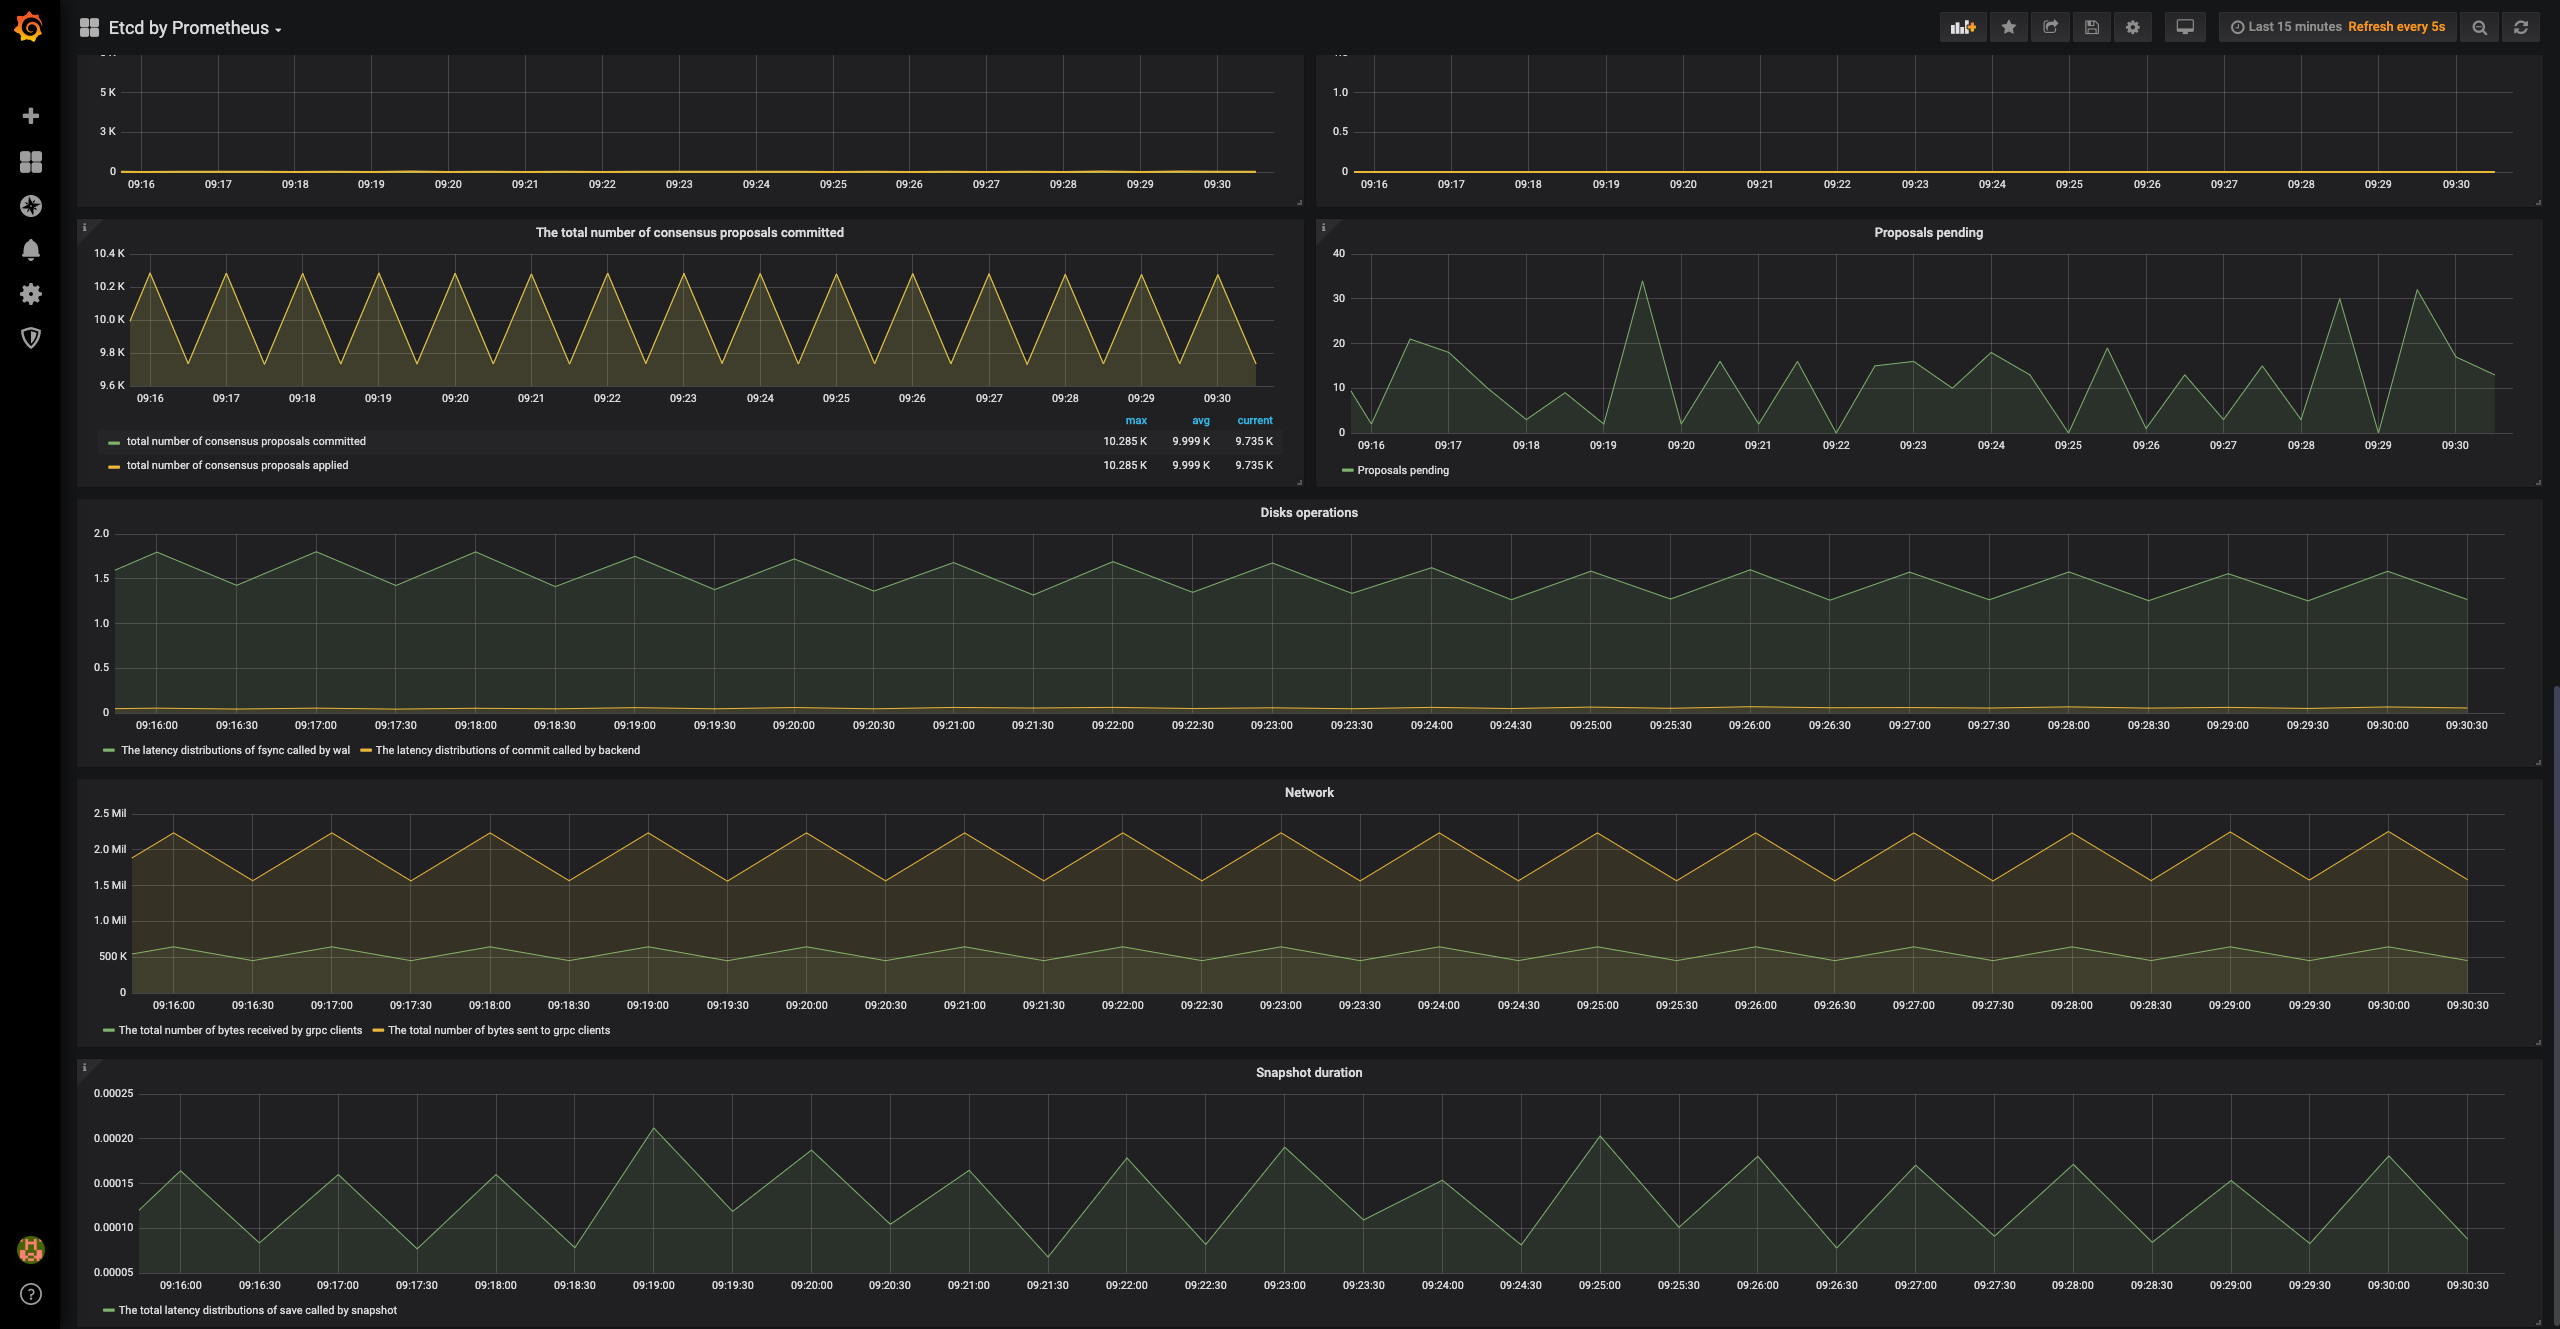 Etcd by Prometheus
Last 15 minutes Refresh every 5s
5 K
3 K
0
09:16 09:17 09:18 09:19 09:20 09:21 09:22 09:23 09:24 09:25 09:26 09:27 09:28 09:29 09:30
1.0
0.5
0
09:16 09:17 09:18 09:19 09:20 09:21 09:22 09:23 09:24 09:25 09:26 09:27 09:28 09:29 09:30
The total number of consensus proposals committed
10.4 K
10.2 K
10.0 K
9.8 K
9.6 K
09:16 09:17 09:18 09:19 09:20 09:21 09:22 09:23 09:24 09:25 09:26 09:27 09:28 09:29 09:30
max avg current
total number of consensus proposals committed 10.285 K 9.999 K 9.735 K
total number of consensus proposals applied 10.285 K 9.999 K 9.735 K
Proposals pending
40
30
20
10
0
09:16 09:17 09:18 09:19 09:20 09:21 09:22 09:23 09:24 09:25 09:26 09:27 09:28 09:29 09:30
Proposals pending
Disks operations
2.0
1.5
1.0
0.5
0
09:16:00 09:16:30 09:17:00 09:17:30 09:18:00 09:18:30 09:19:00 09:19:30 09:20:00 09:20:30 09:21:00 09:21:30 09:22:00 09:22:30 09:23:00 09:23:30 09:24:00 09:24:30 09:25:00 09:25:30 09:26:00 09:26:30 09:27:00 09:27:30 09:28:00 09:28:30 09:29:00 09:29:30 09:30:00 09:30:30
The latency distributions of fsync called by wal The latency distributions of commit called by backend
Network
2.5 Mil
2.0 Mil
1.5 Mil
1.0 Mil
500 K
0
09:16:00 09:16:30 09:17:00 09:17:30 09:18:00 09:18:30 09:19:00 09:19:30 09:20:00 09:20:30 09:21:00 09:21:30 09:22:00 09:22:30 09:23:00 09:23:30 09:24:00 09:24:30 09:25:00 09:25:30 09:26:00 09:26:30 09:27:00 09:27:30 09:28:00 09:28:30 09:29:00 09:29:30 09:30:00 09:30:30
The total number of bytes received by grpc clients The total number of bytes sent to grpc clients
Snapshot duration
0.00025
0.00020
0.00015
0.00010
0.00005
09:16:00 09:16:30 09:17:00 09:17:30 09:18:00 09:18:30 09:19:00 09:19:30 09:20:00 09:20:30 09:21:00 09:21:30 09:22:00 09:22:30 09:23:00 09:23:30 09:24:00 09:24:30 09:25:00 09:25:30 09:26:00 09:26:30 09:27:00 09:27:30 09:28:00 09:28:30 09:29:00 09:29:30 09:30:00 09:30:30
The total latency distributions of save called by snapshot